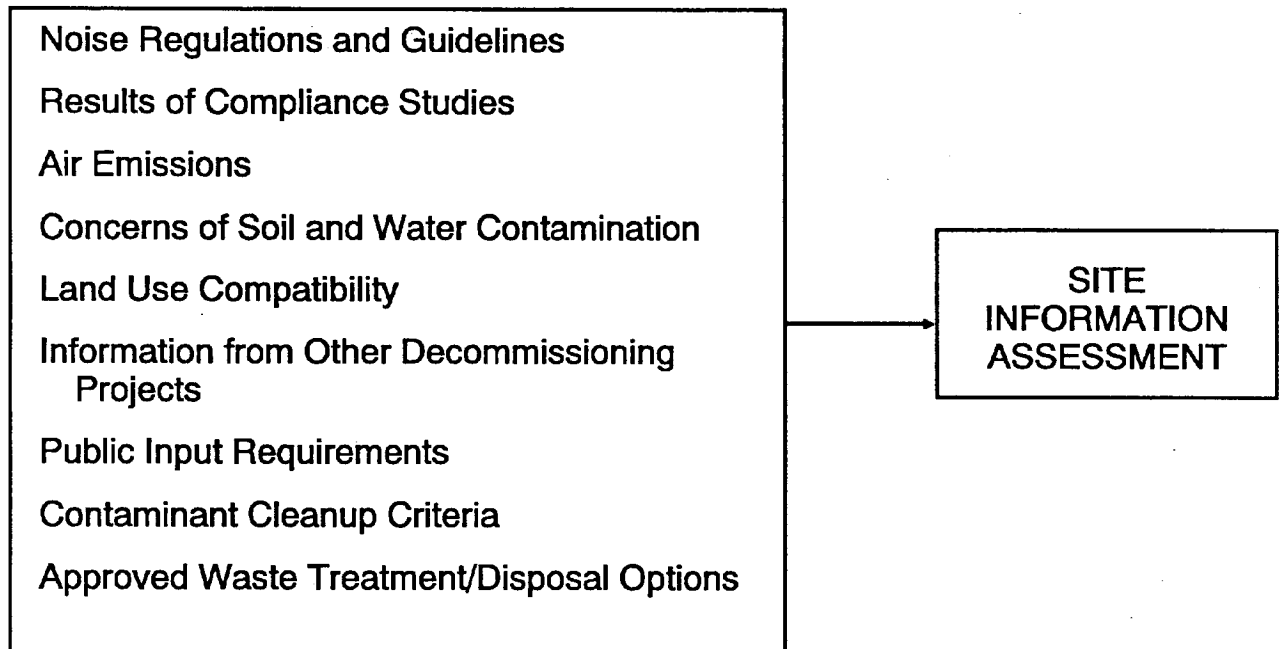 Noise Regulations and Guidelines
Results of Compliance Studies
Air Emissions
Concerns of Soil and Water Contamination
Land Use Compatibility
Information from Other Decommissioning
Projects
Public Input Requirements
Contaminant Cleanup Criteria
Approved Waste Treatment/Disposal Options
SITE
INFORMATION
ASSESSMENT